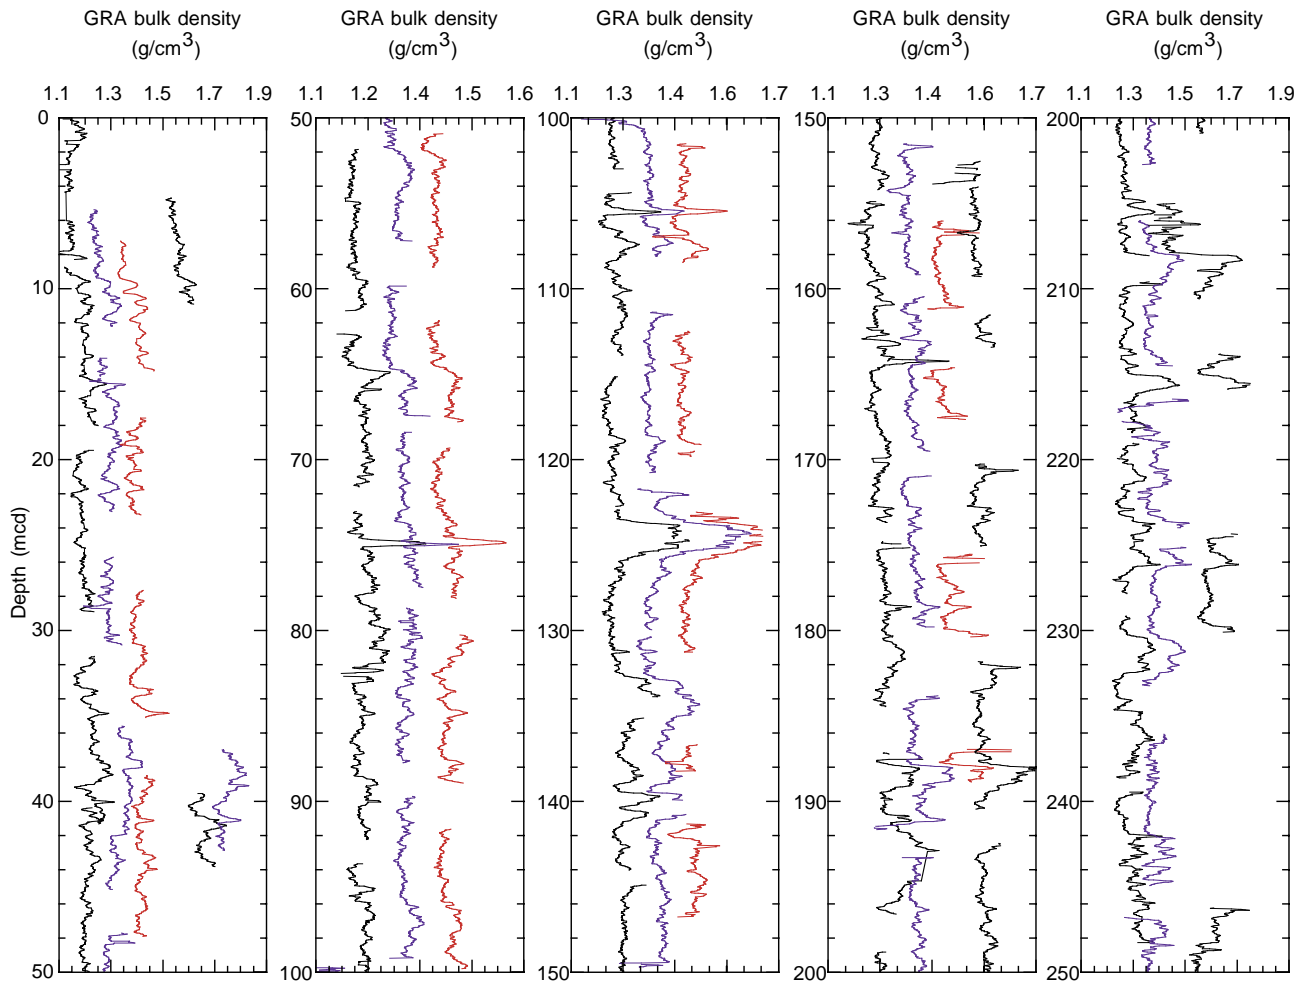 GRA bulk density GRA bulk density GRA bulk density GRA bulk density GRA bulk density
(g/cm3) (g/cm3) (g/cm3) (g/cm3) (g/cm3)
1.1 1.3 1.5 1.7 1.9 1.1 1.2 1.3 1.4 1.5 1.6 1.1 1.2 1.3 1.4 1.5 1.6 1.7 1.1 1.2 1.3 1.4 1.5 1.6 1.7 1.1 1.3 1.5 1.7 1.9
0 50 100 150 200
10 60 110 160 210
20 70 120 170 220
Depth (mcd)
30 80 130 180 230
40 90 140 190 240
50 100 150 200 250